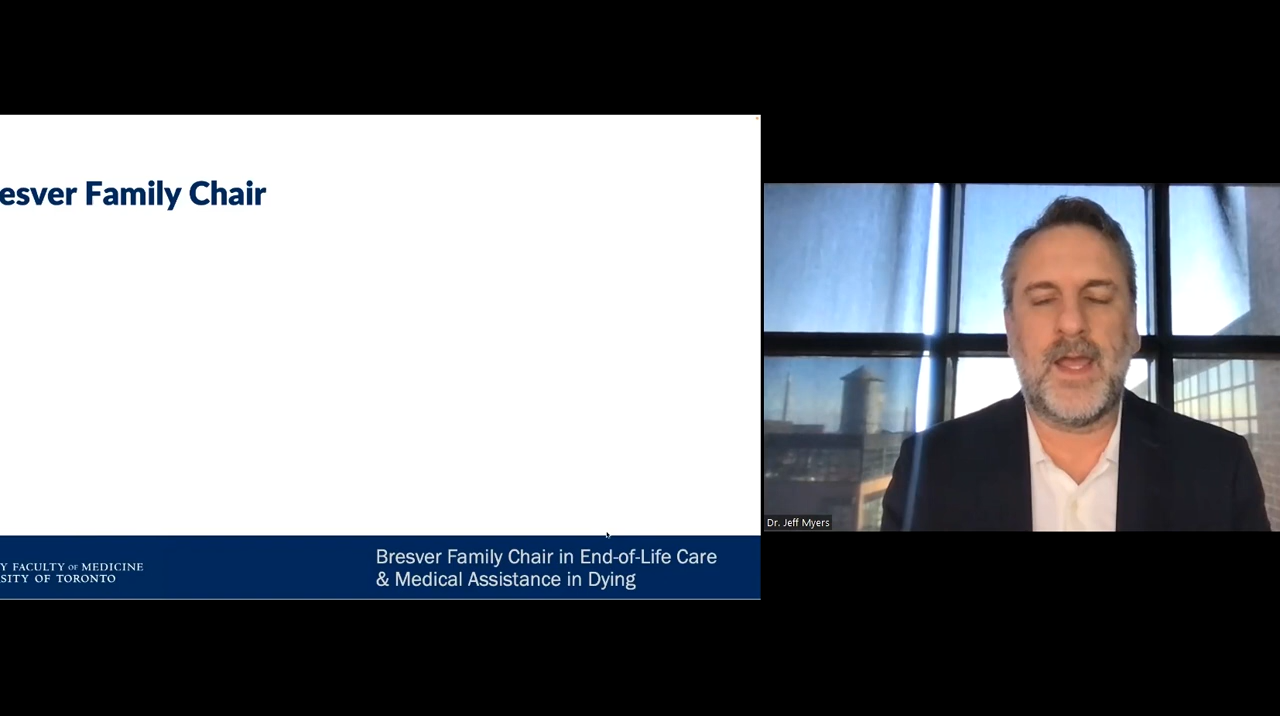 esver Family Chair
Y FACULTY OF MEDICINE
SITY OF TORONTO
Bresver Family Chair in End-of-Life Care
& Medical Assistance in Dying
Dr. Jeff Myers